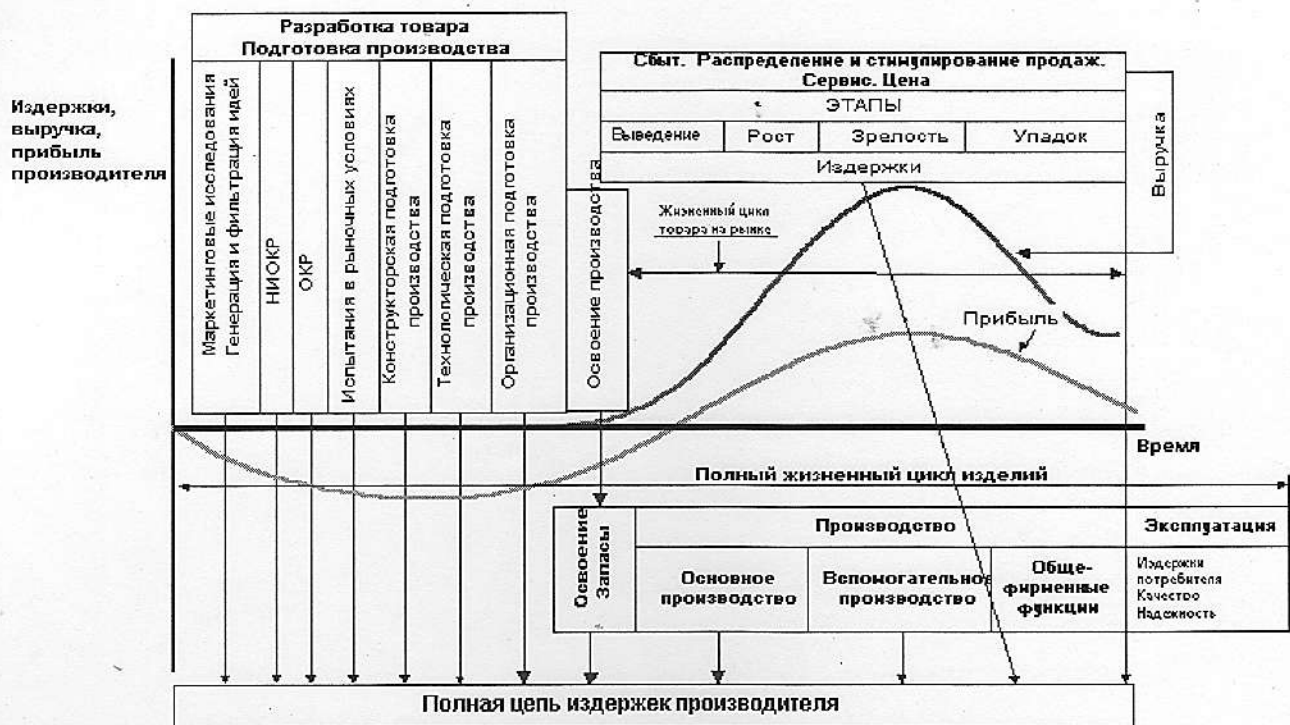 Разработка товара
Подготовка производства
Издержки,
выручка,
прибыль
производителя
Маркетинговые исследования
Генерация и фильтрация идей
НИОКР
ОКР
Испытания в рыночных условиях
Конструкторская подготовка
производства
Технологическая подготовка
производства
Организационная подготовка
производства
Освоение производства
Сбыт. Распределение и стимулирование продаж.
Сервис. Цена
ЭТАПЫ
Выведение
Рост
Зрелость
Упадок
Издержки
Выручка
Жизненный цикл
товара на рынке
Прибыль
Время
Полный жизненный цикл изделий
Освоение
Запасы
Производство
Эксплуатация
Основное
производство
Вспомогательное
производство
Обще-
фирменные
функции
Издержки
потребителя
Качество
Надежность
Полная цепь издержек производителя